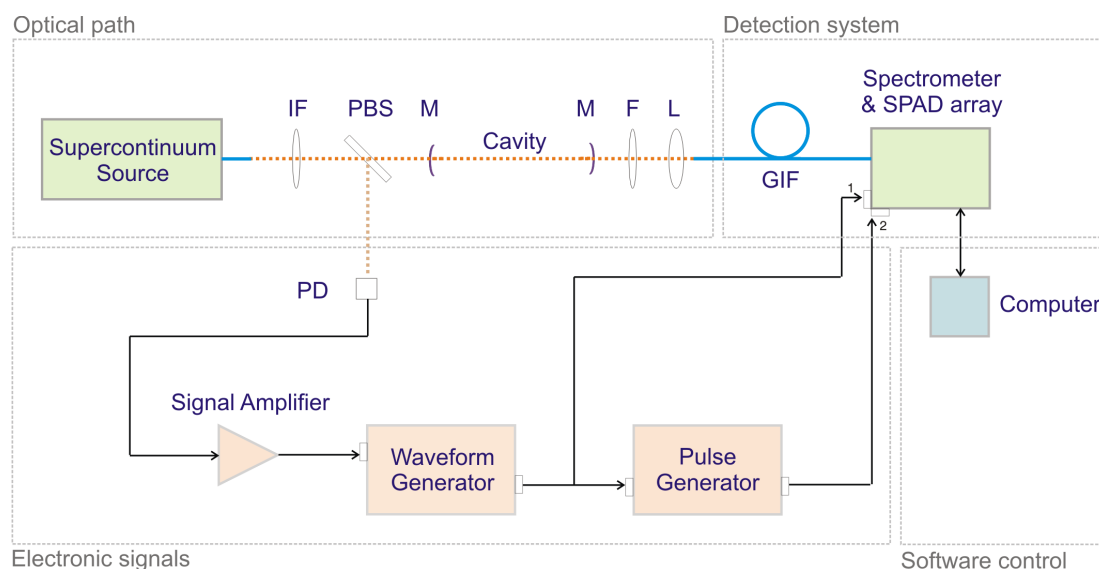 Optical path
Detection system
Spectrometer
& SPAD array
IF
PBS
M
M
F
L
Supercontinuum
Source
Cavity
GIF
1
2
PD
Computer
Signal Amplifier
Waveform
Generator
Pulse
Generator
Electronic signals
Software control